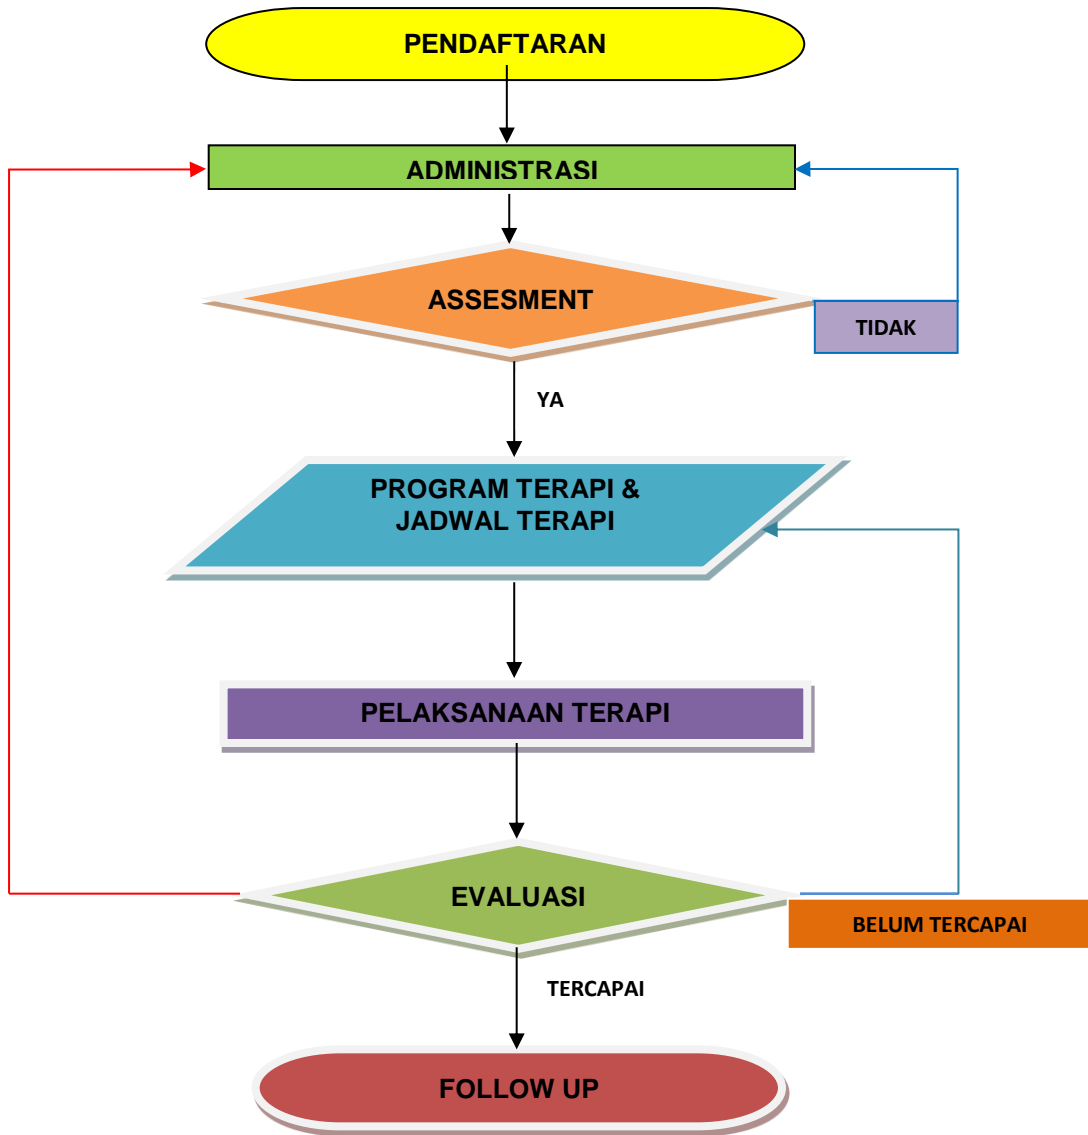 PENDAFTARAN
ADMINISTRASI
ASSESMENT
TIDAK
YA
PROGRAM TERAPI &
JADWAL TERAPI
PELAKSANAAN TERAPI
EVALUASI
BELUM TERCAPAI
TERCAPAI
FOLLOW UP